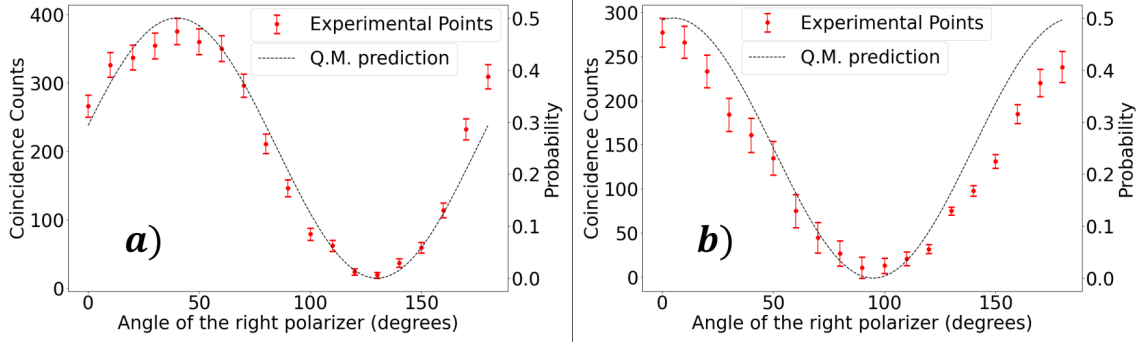 Experimental Points
Q.M. prediction
400
300
200
100
0
0.5
0.4
0.3
0.2
0.1
0.0
Coincidence Counts
Probability
a)
0
50
100
150
Angle of the right polarizer (degrees)
Experimental Points
Q.M. prediction
300
250
200
150
100
50
0
0.5
0.4
0.3
0.2
0.1
0.0
Coincidence Counts
Probability
b)
0
50
100
150
Angle of the right polarizer (degrees)